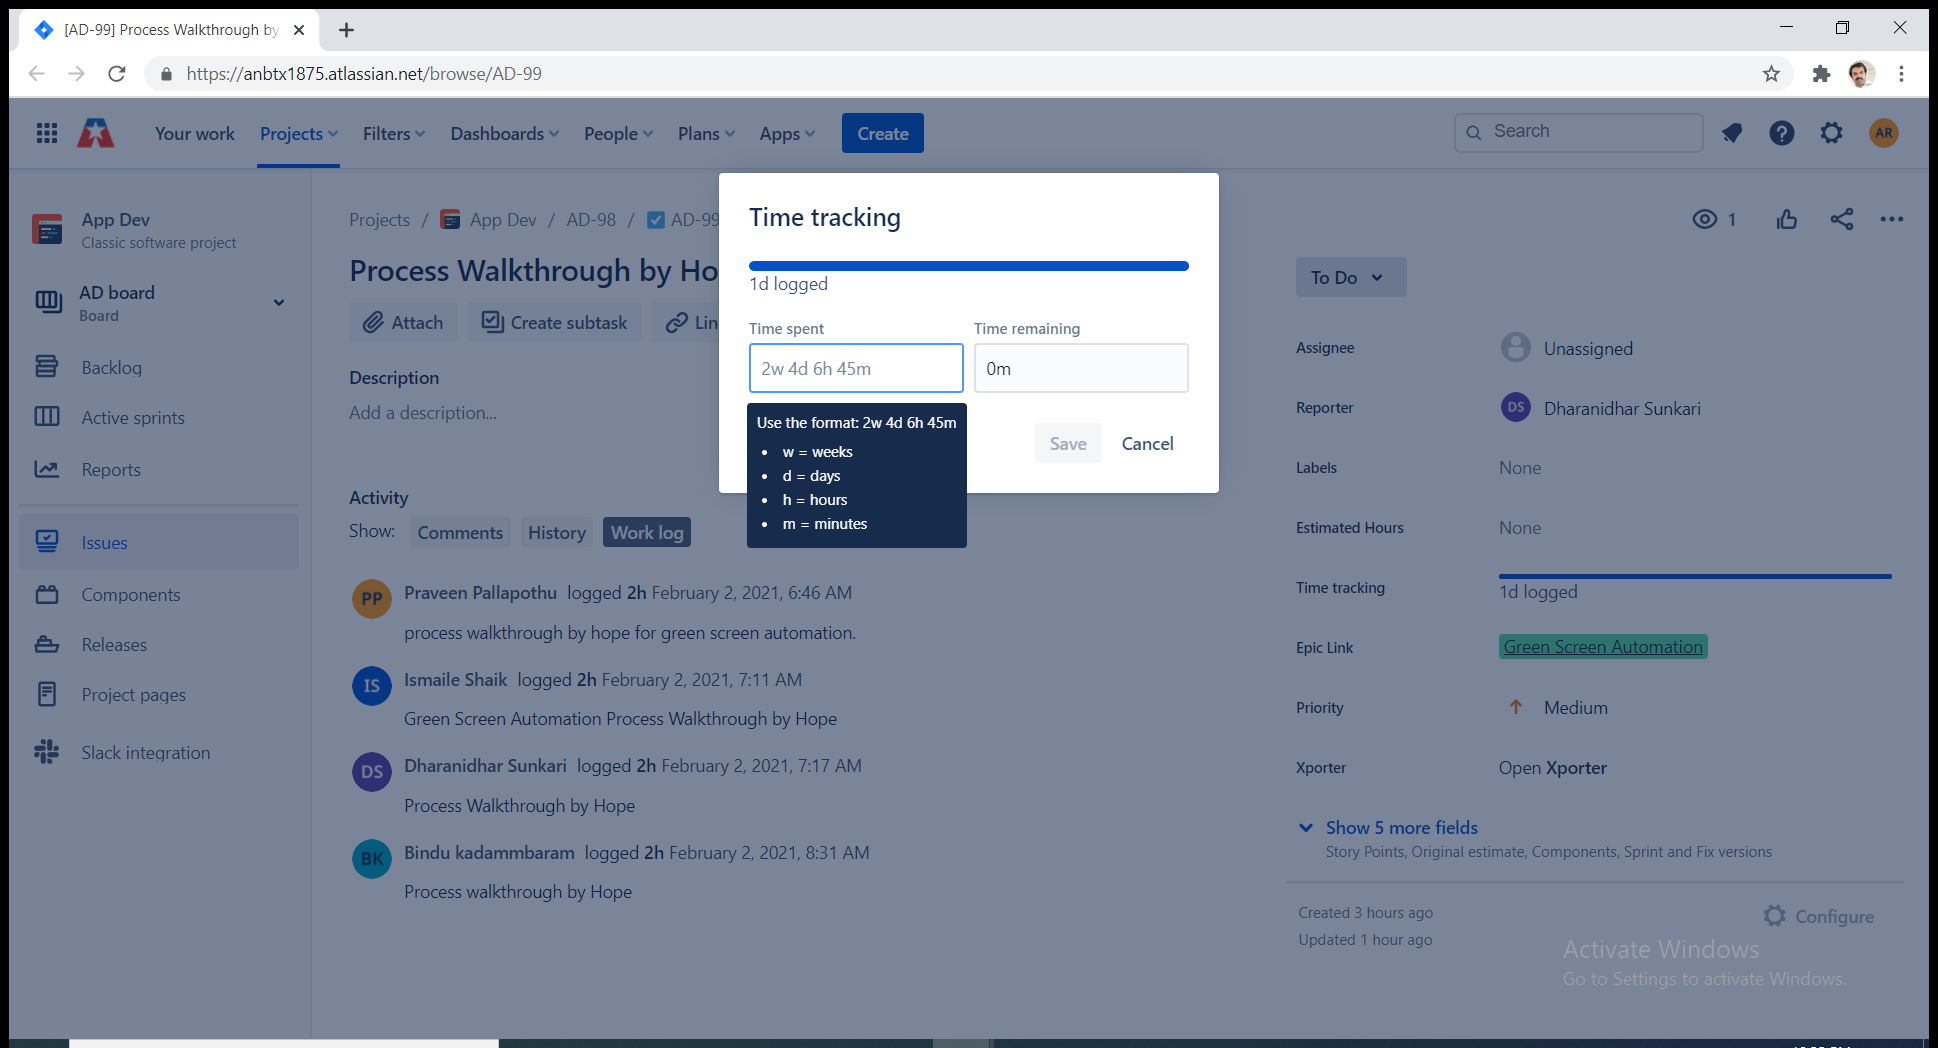 [AD-99] Process Walkthrough by
https://anbtx1875.atlassian.net/browse/AD-99
Your work Projects Filters Dashboards People Plans Apps Create Search AR
App Dev
Classic software project
AD board
Board
Backlog
Active sprints
Reports
Issues
Components
Releases
Project pages
Slack integration
Projects / App Dev / AD-98 / AD-99
Process Walkthrough by Ho
Attach Create subtask Lin
Description
Add a description...
Activity
Show: Comments History Work log
PP Praveen Pallapothu logged 2h February 2, 2021, 6:46 AM
process walkthrough by hope for green screen automation.
IS Ismaile Shaik logged 2h February 2, 2021, 7:11 AM
Green Screen Automation Process Walkthrough by Hope
DS Dharanidhar Sunkari logged 2h February 2, 2021, 7:17 AM
Process Walkthrough by Hope
BK Bindu kadammbaram logged 2h February 2, 2021, 8:31 AM
Process walkthrough by Hope
Time tracking
1d logged
Time spent Time remaining
2w 4d 6h 45m 0m
Use the format: 2w 4d 6h 45m
• w = weeks
• d = days
• h = hours
• m = minutes
Save Cancel
1
To Do
Assignee Unassigned
Reporter DS Dharanidhar Sunkari
Labels None
Estimated Hours None
Time tracking 1d logged
Epic Link Green Screen Automation
Priority Medium
Xporter Open Xporter
Show 5 more fields
Story Points, Original estimate, Components, Sprint and Fix versions
Created 3 hours ago
Updated 1 hour ago
Configure
Activate Windows
Go to Settings to activate Windows.